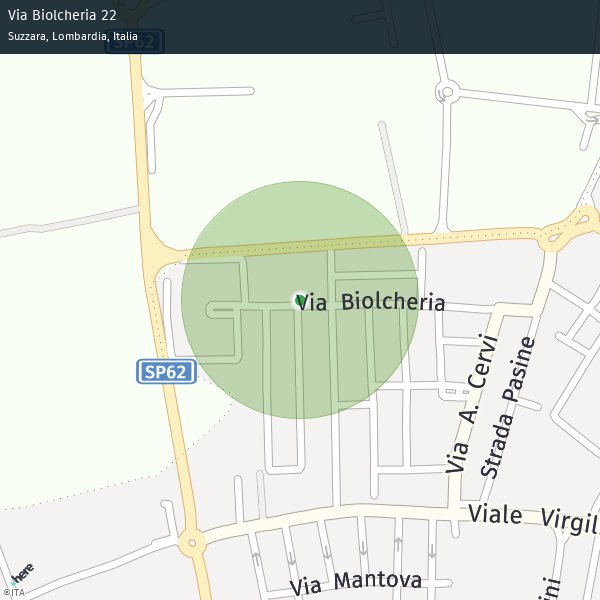 Via Biolcheria 22
Suzzara, Lombardia, Italia
SP62
Via Biolcheria
SP62
Via A. Cervi
Strada Pasine
Viale Virgil
Via Mantova
ini
here
©ITA